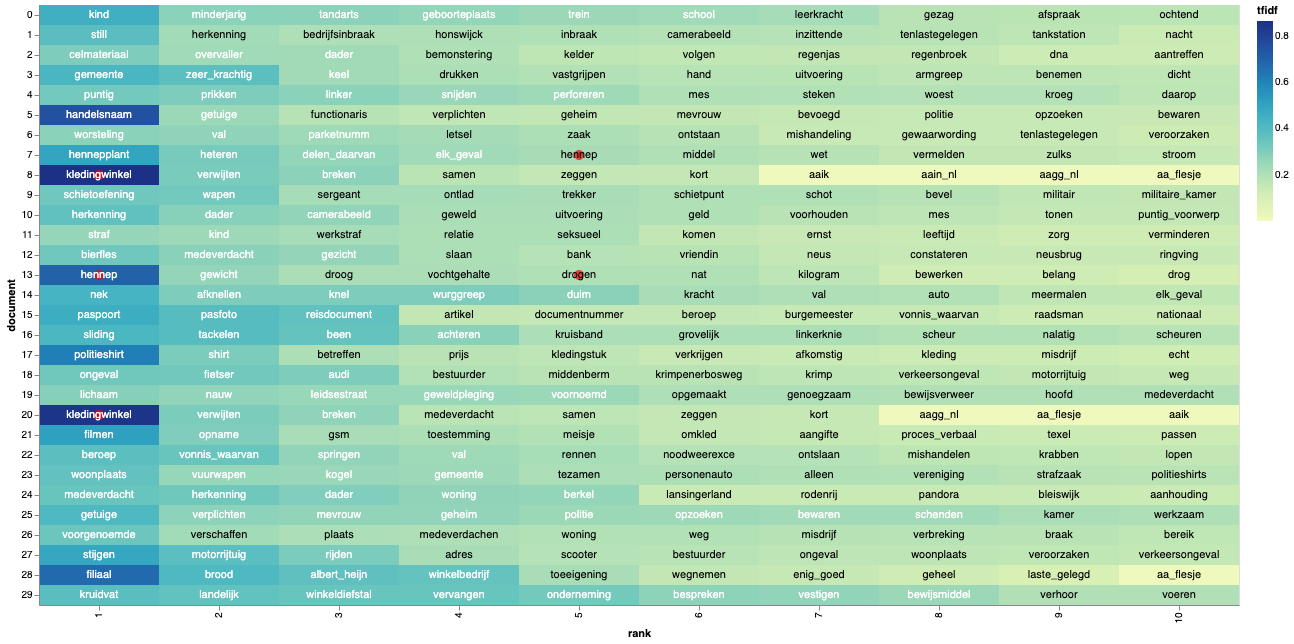 tfidf
0 kind minderjarig tandarts geboorteplaats trein school leerkracht gezag afspraak ochtend
1 still herkenning bedrijfsinbraak honswijck inbraak camerabeeld inzittende tenlastegelegen tankstation nacht
2 celmateriaal overvaller dader bemonstering kelder volgen regenjas regenbroek dna aantreffen
3 gemeente zeer_krachtig keel drukken vastgrijpen hand uitvoering armgreep benemen dicht
4 puntig prikken linker snijden perforeren mes steken woest kroeg daarop
5 handelsnaam getuige functionaris verplichten geheim mevrouw bevoegd politie opzoeken bewaren
6 worsteling val parketnumm letsel zaak ontstaan mishandeling gewaarwording tenlastegelegen veroorzaken
7 hennepplant heteren delen_daarvan elk_geval hennep middel wet vermelden zulks stroom
8 kledingwinkel verwijten breken samen zeggen kort aaik aain_nl aagg_nl aa_flesje
9 schietoefening wapen sergeant ontlad trekker schietpunt schot bevel militair militaire_kamer
10 herkenning dader camerabeeld geweld uitvoering geld voorhouden mes tonen puntig_voorwerp
11 straf kind werkstraf relatie seksueel komen ernst leeftijd zorg verminderen
12 bierfles medeverdacht gezicht slaan bank vriendin neus constateren neusbrug ringving
13 hennep gewicht droog vochtgehalte drogen nat kilogram bewerken belang drog
14 nek afknellen knel wurggreep duim kracht val auto meermalen elk_geval
15 paspoort pasfoto reisdocument artikel documentnummer beroep burgemeester vonnis_waarvan raadsman nationaal
16 sliding tackelen been achteren kruisband grovelijk linkerknie scheur nalatig scheuren
17 politieshirt shirt betreffen prijs kledingstuk verkrijgen afkomstig kleding misdrijf echt
18 ongeval fietser audi bestuurder middenberm krimpenerbosweg krimp verkeersongeval motorrijtuig weg
19 lichaam nauw leidsestraat geweldpleging voornoemd opgemaakt genoegzaam bewijsverweer hoofd medeverdacht
20 kledingwinkel verwijten breken medeverdacht samen zeggen kort aagg_nl aa_flesje aaik
21 filmen opname gsm toestemming meisje omkled aangifte proces_verbaal texel passen
22 beroep vonnis_waarvan springen val rennen noodweerexce ontslaan mishandelen krabben lopen
23 woonplaats vuurwapen kogel gemeente tezamen personenauto alleen vereniging strafzaak politieshirts
24 medeverdacht herkenning dader woning berkel lansingerland rodenrij pandora bleiswijk aanhouding
25 getuige verplichten mevrouw geheim politie opzoeken bewaren schenden kamer werkzaam
26 voorgenoemde verschaffen plaats medeverdachen woning weg misdrijf verbreking braak bereik
27 stijgen motorrijtuig rijden adres scooter bestuurder ongeval woonplaats veroorzaken verkeersongeval
28 filiaal brood albert_heijn winkelbedrijf toeeigening wegnemen enig_goed geheel laste_gelegd aa_flesje
29 kruidvat landelijk winkeldiefstal vervangen onderneming bespreken vestigen bewijsmiddel verhoor voeren
document
1 2 3 4 5 6 7 8 9 10
rank
0.8
0.6
0.4
0.2